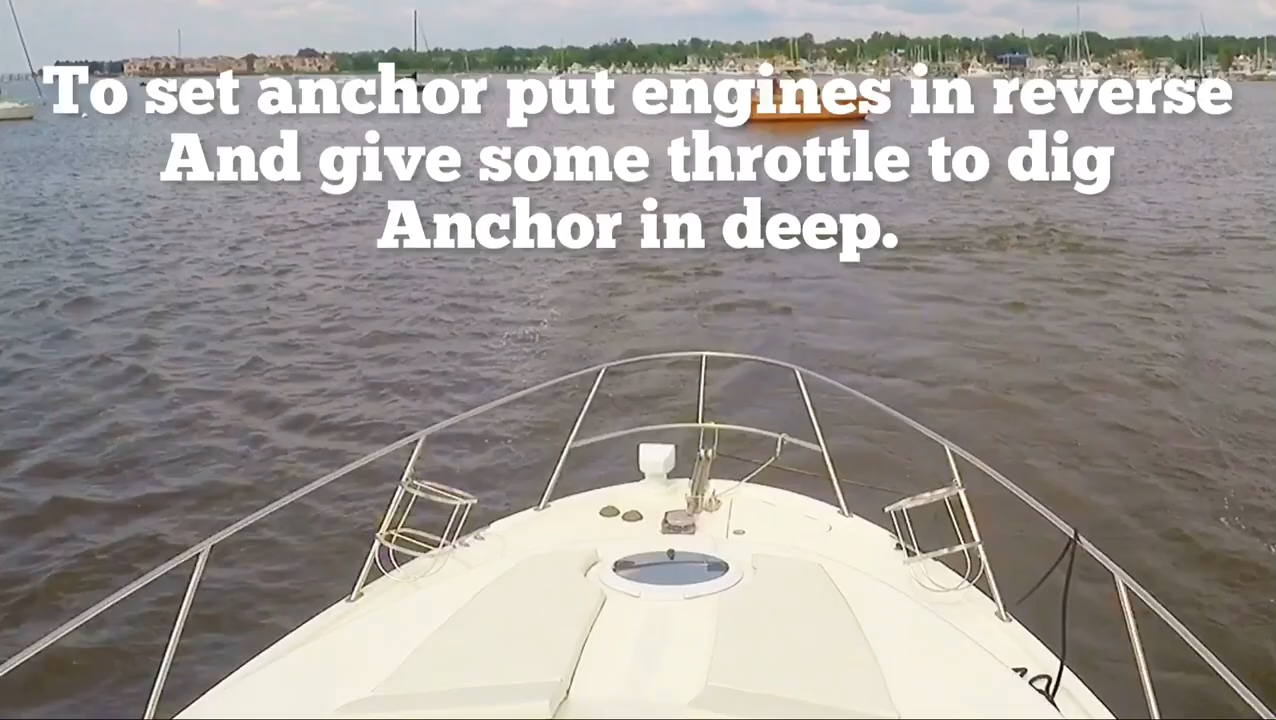 To set anchor put engines in reverse
And give some throttle to dig
Anchor in deep.